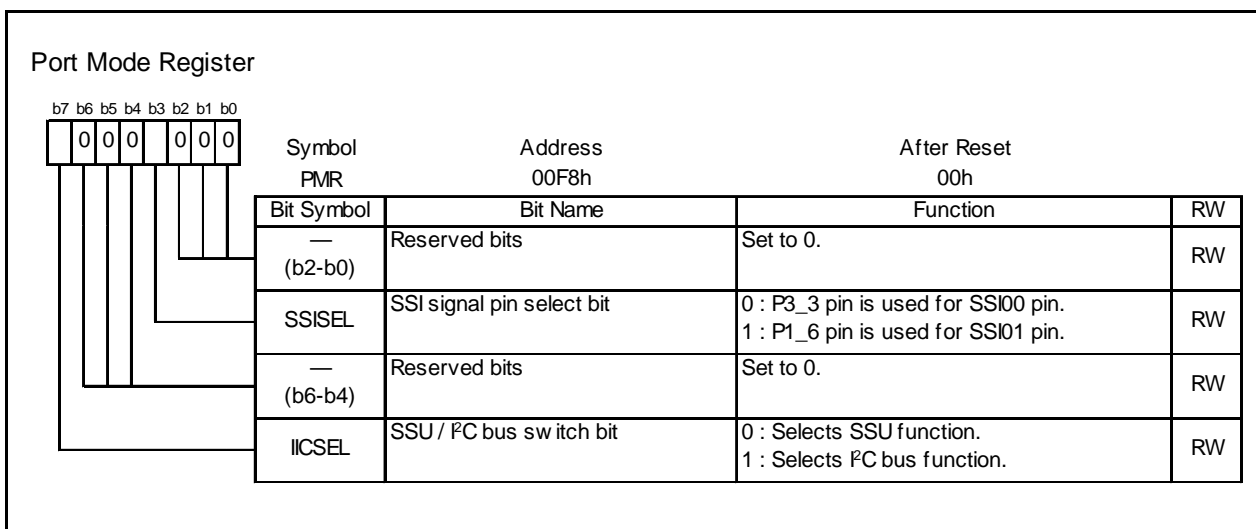 Port Mode Register
b7 b6 b5 b4 b3 b2 b1 b0
0 0 0 0 0 0
Symbol Address After Reset
PMR 00F8h 00h
Bit Symbol Bit Name Function RW
— Reserved bits Set to 0. RW
(b2-b0)
SSISEL SSI signal pin select bit 0 : P3_3 pin is used for SSI00 pin. RW
1 : P1_6 pin is used for SSI01 pin.
— Reserved bits Set to 0. RW
(b6-b4)
IICSEL SSU / I²C bus switch bit 0 : Selects SSU function. RW
1 : Selects I²C bus function.